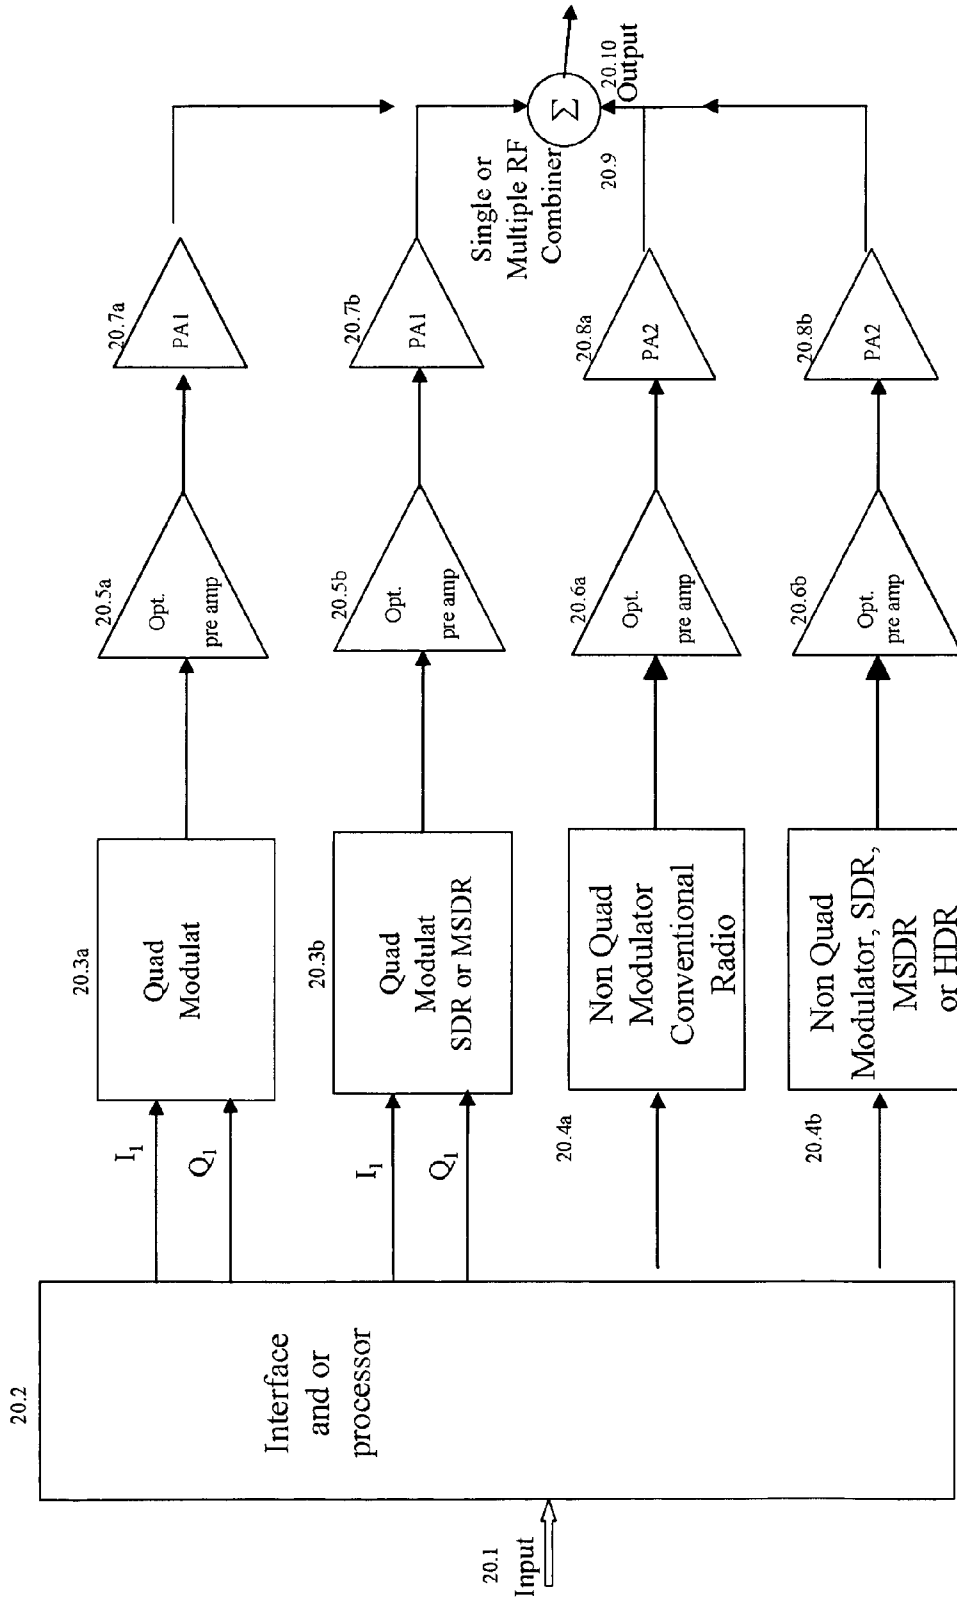 20.1
Input
20.2
Interface
and or
processor
I1
Q1
20.3a
Quad
Modulat
20.5a
Opt.
pre amp
20.7a
PA1
I1
Q1
20.3b
Quad
Modulat
SDR or MSDR
20.5b
Opt.
pre amp
20.7b
PA1
20.4a
Non Quad
Modulator
Conventional
Radio
20.6a
Opt.
pre amp
20.8a
PA2
20.4b
Non Quad
Modulator, SDR,
MSDR
or HDR
20.6b
Opt.
pre amp
20.8b
PA2
Single or
Multiple RF
Combiner
20.9
Σ
20.10
Output